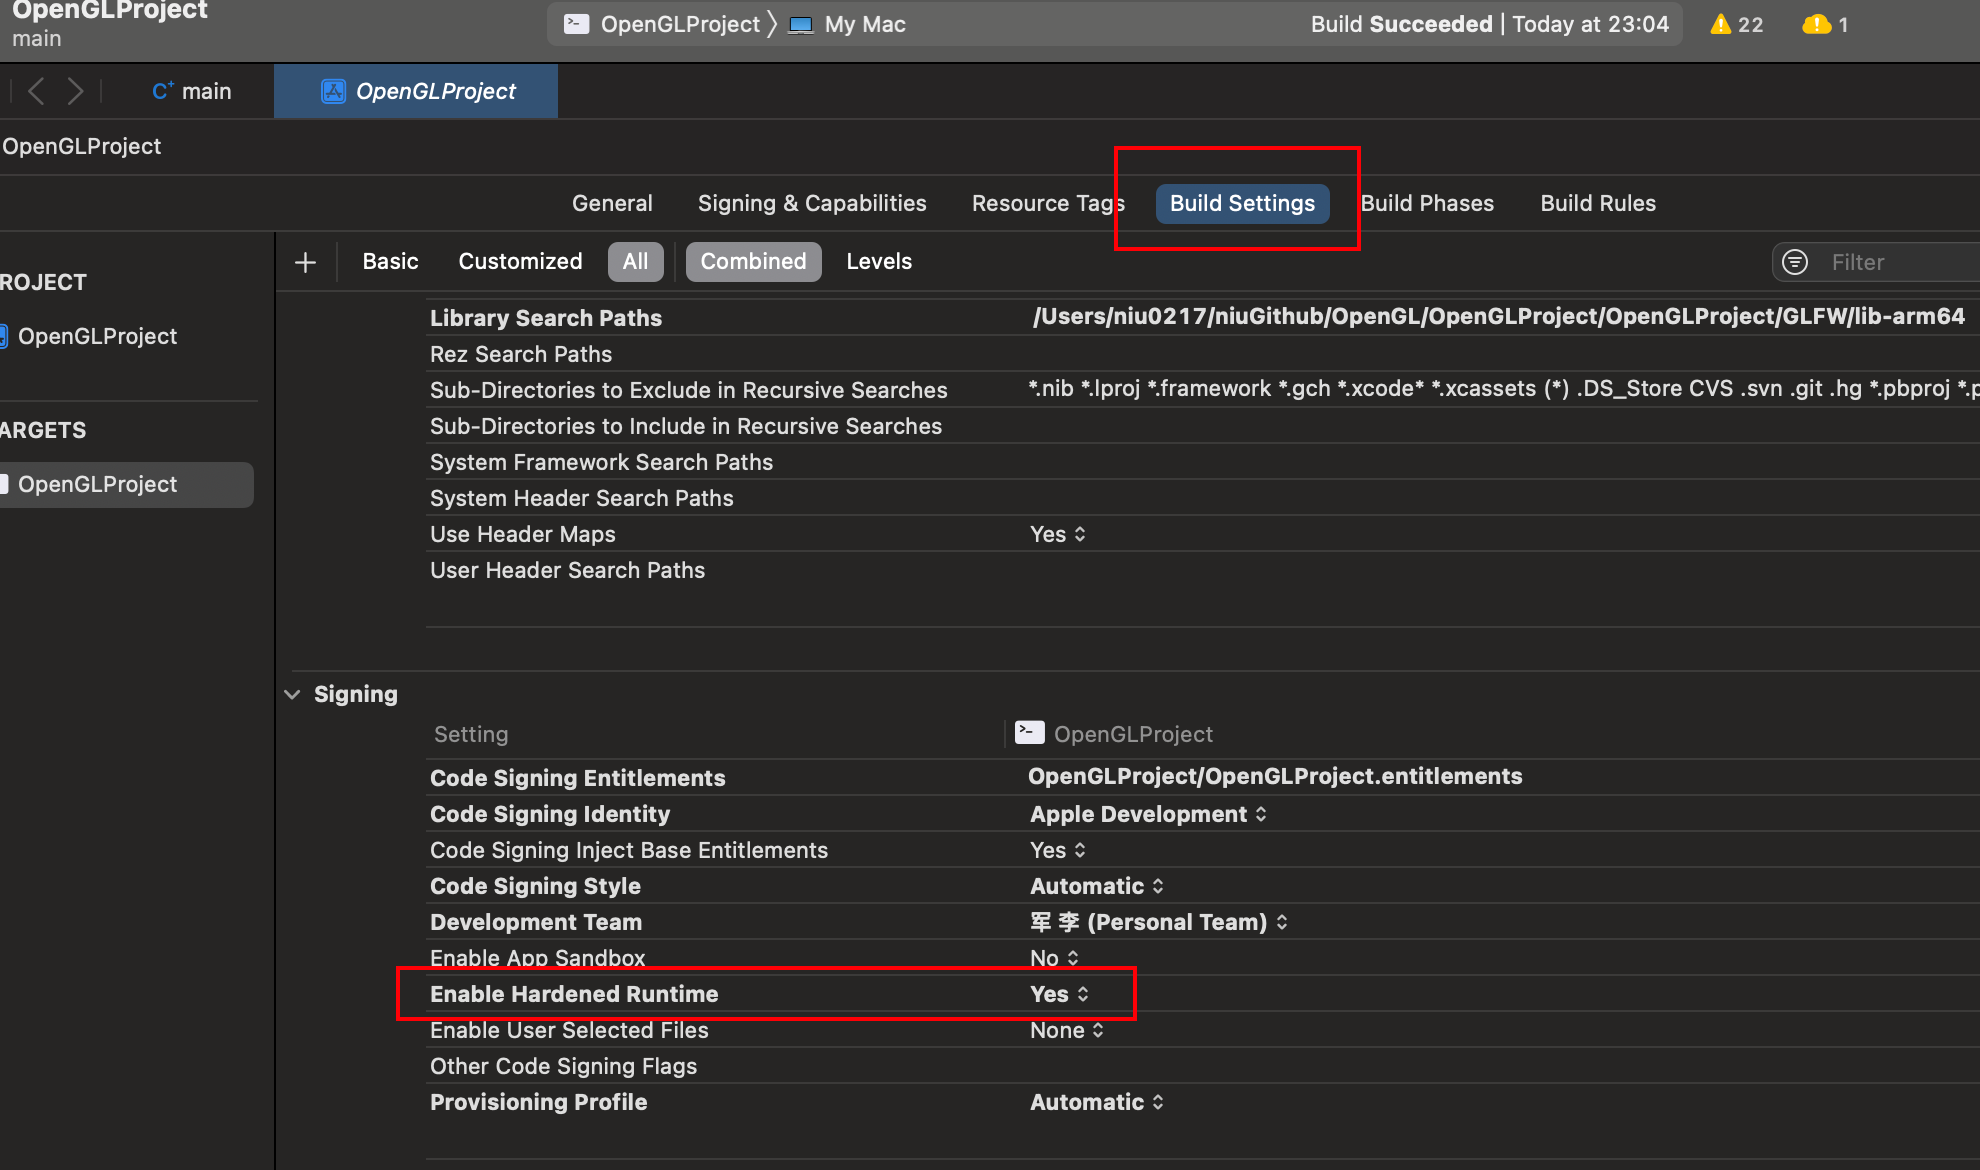 OpenGLProject
main
OpenGLProject My Mac Build Succeeded | Today at 23:04 22 1
C+ main OpenGLProject
OpenGLProject
General Signing & Capabilities Resource Tags Build Settings Build Phases Build Rules
+ Basic Customized All Combined Levels Filter
ROJECT
OpenGLProject
ARGETS
OpenGLProject
Library Search Paths /Users/niu0217/niuGithub/OpenGL/OpenGLProject/OpenGLProject/GLFW/lib-arm64
Rez Search Paths
Sub-Directories to Exclude in Recursive Searches *.nib *.lproj *.framework *.gch *.xcode* *.xcassets (*) .DS_Store CVS .svn .git .hg *.pbproj *.p
Sub-Directories to Include in Recursive Searches
System Framework Search Paths
System Header Search Paths
Use Header Maps Yes
User Header Search Paths
Signing
Setting OpenGLProject
Code Signing Entitlements OpenGLProject/OpenGLProject.entitlements
Code Signing Identity Apple Development
Code Signing Inject Base Entitlements Yes
Code Signing Style Automatic
Development Team 军 李 (Personal Team)
Enable App Sandbox No
Enable Hardened Runtime Yes
Enable User Selected Files None
Other Code Signing Flags
Provisioning Profile Automatic